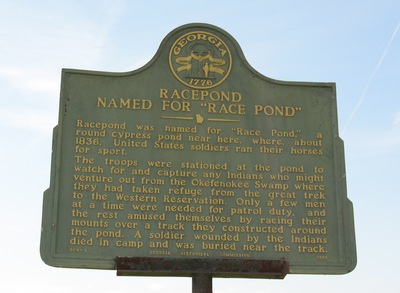 GEORGIA
1776
RACEPOND
NAMED FOR "RACE POND"
Racepond was named for "Race Pond," a
round cypress pond near here, where, about
1836, United States soldiers ran their horses
for sport.
The troops were stationed at the pond to
watch for and capture any Indians who might
venture out from the Okefenokee Swamp where
they had taken refuge from the great trek
to the Western Reservation. Only a few men
at a time were needed for patrol duty, and
the rest amused themselves by racing their
mounts over a track they constructed around
the pond. A soldier wounded by the Indians
died in camp and was buried near the track.
GEORGIA HISTORICAL COMMISSION